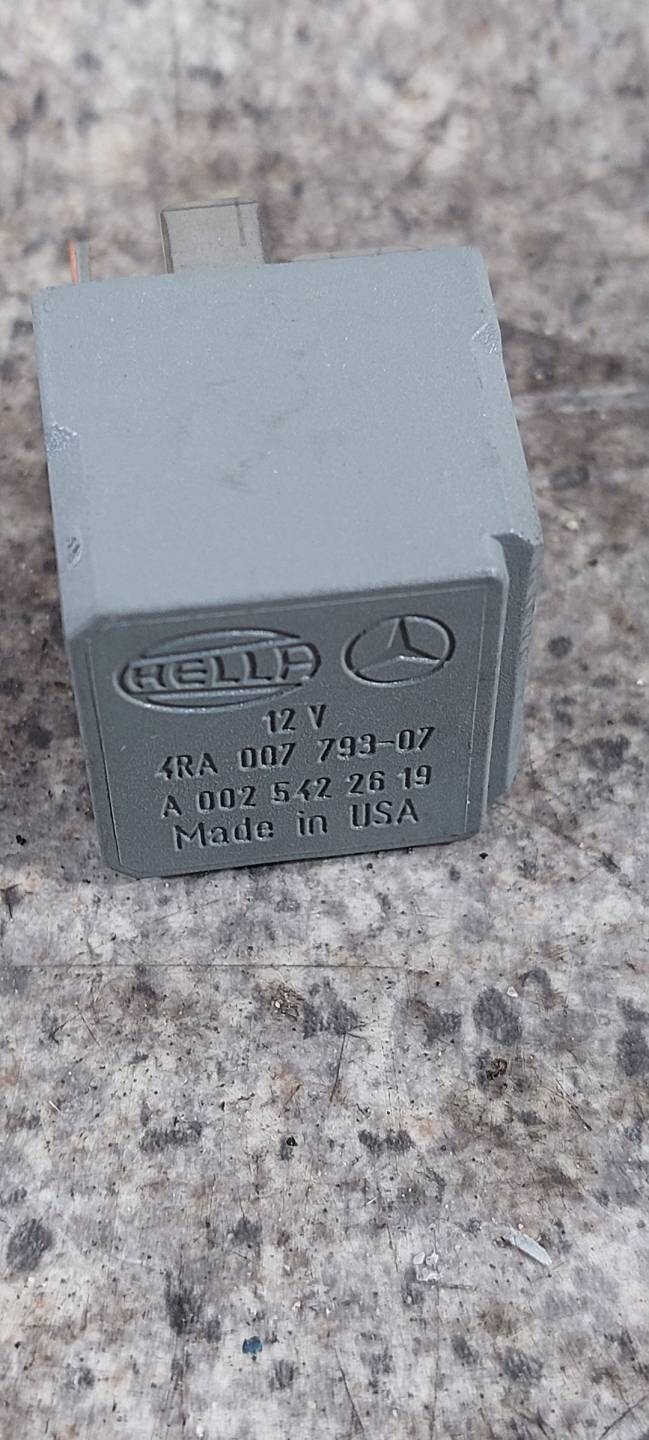 HELLA
12 V
4RA 007 793-07
A 002 542 26 19
Made in USA